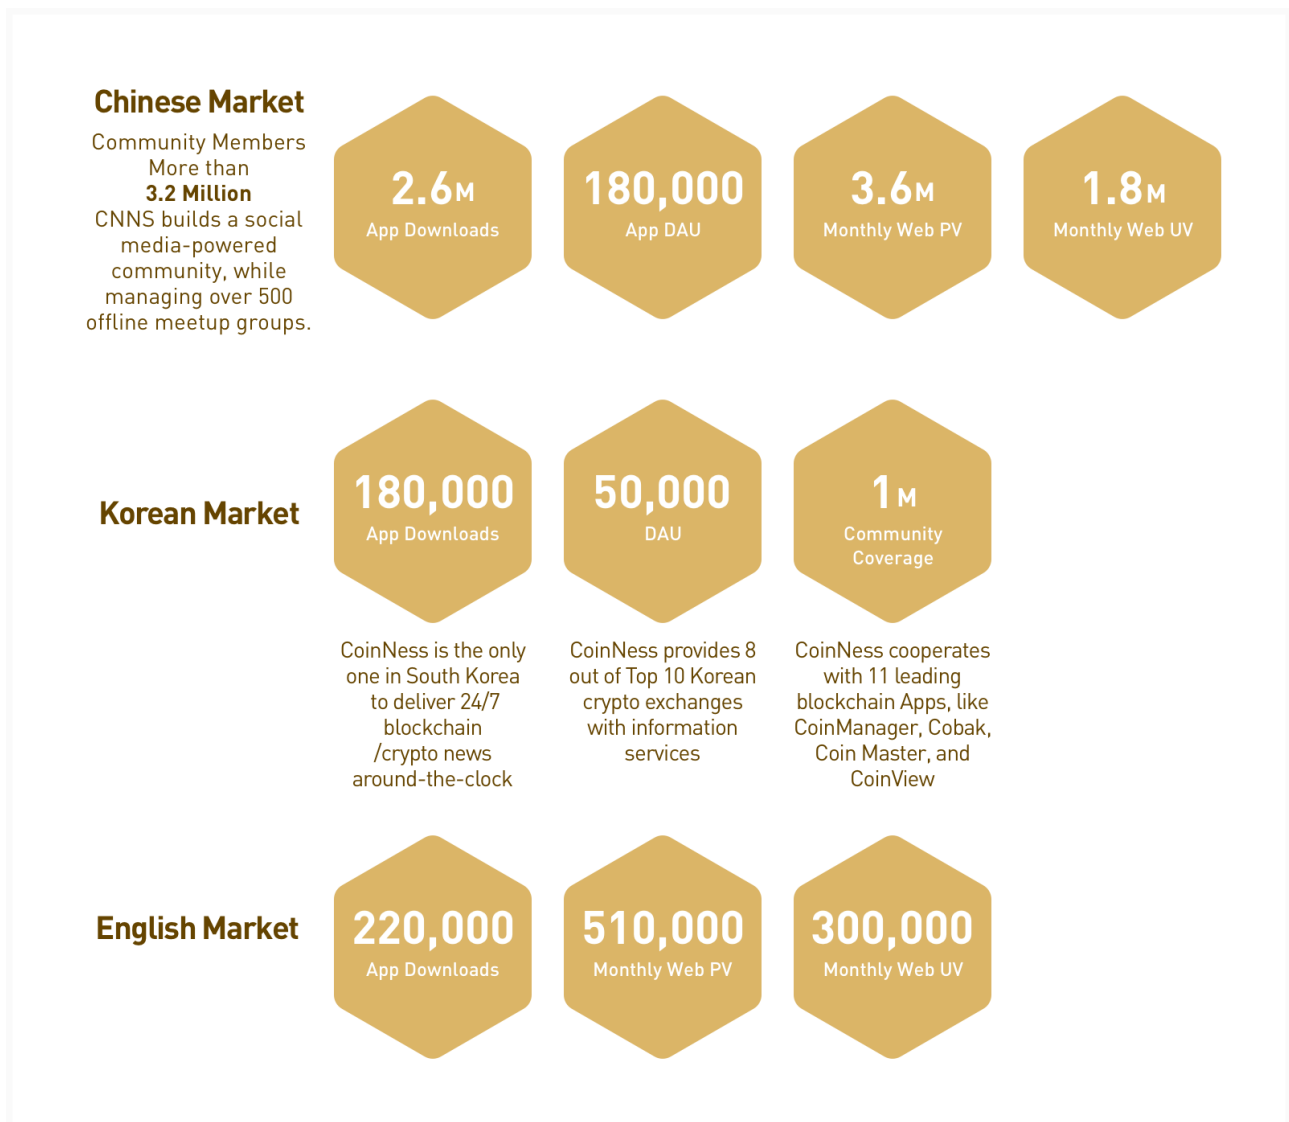 Chinese Market
Community Members
More than
3.2 Million
CNNS builds a social
media-powered
community, while
managing over 500
offline meetup groups.
2.6M
App Downloads
180,000
App DAU
3.6M
Monthly Web PV
1.8M
Monthly Web UV
Korean Market
180,000
App Downloads
50,000
DAU
1M
Community
Coverage
CoinNess is the only
one in South Korea
to deliver 24/7
blockchain
/crypto news
around-the-clock
CoinNess provides 8
out of Top 10 Korean
crypto exchanges
with information
services
CoinNess cooperates
with 11 leading
blockchain Apps, like
CoinManager, Cobak,
Coin Master, and
CoinView
English Market
220,000
App Downloads
510,000
Monthly Web PV
300,000
Monthly Web UV